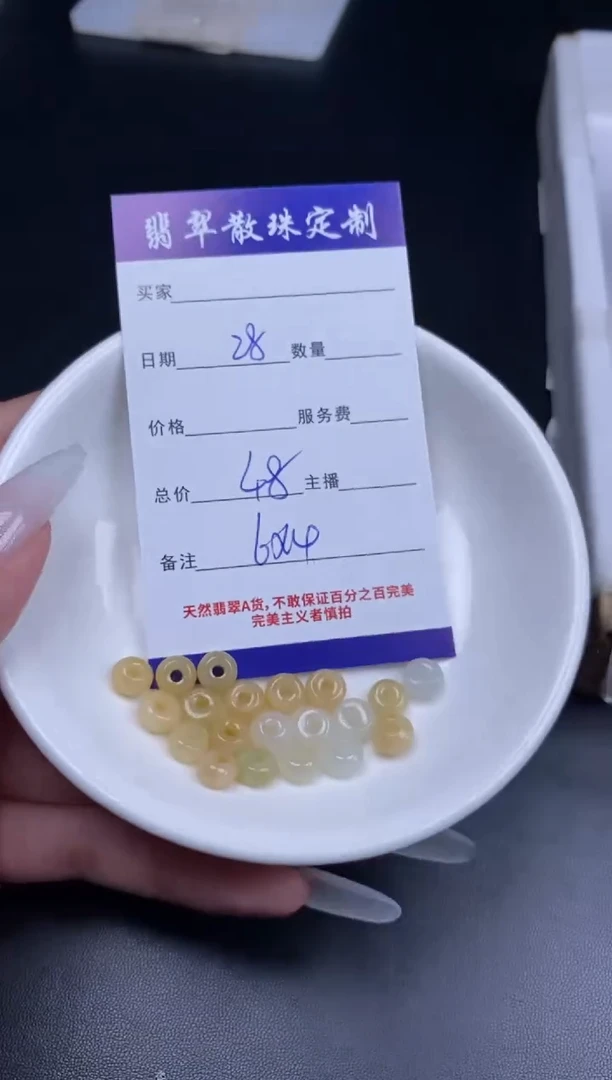 翡翠散珠定制
买家
日期 28 数量
价格 服务费
总价 48 主播
备注
天然翡翠A货,不敢保证百分之百完美
完美主义者慎拍